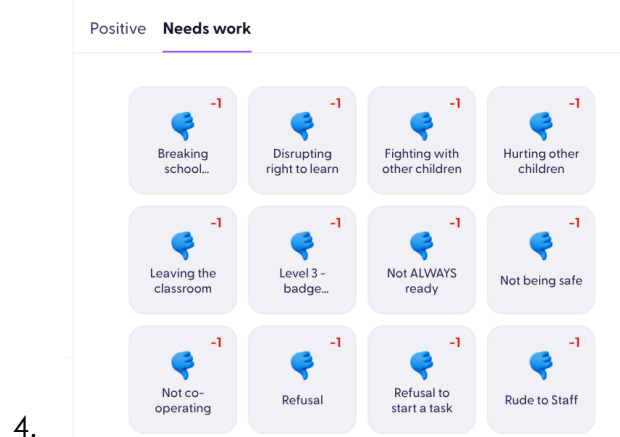 Positive Needs work
-1 -1 -1 -1
Breaking school...
Disrupting right to learn
Fighting with other children
Hurting other children
-1 -1 -1 -1
Leaving the classroom
Level 3 - badge...
Not ALWAYS ready
Not being safe
-1 -1 -1 -1
Not co-operating
Refusal
Refusal to start a task
Rude to Staff
4.